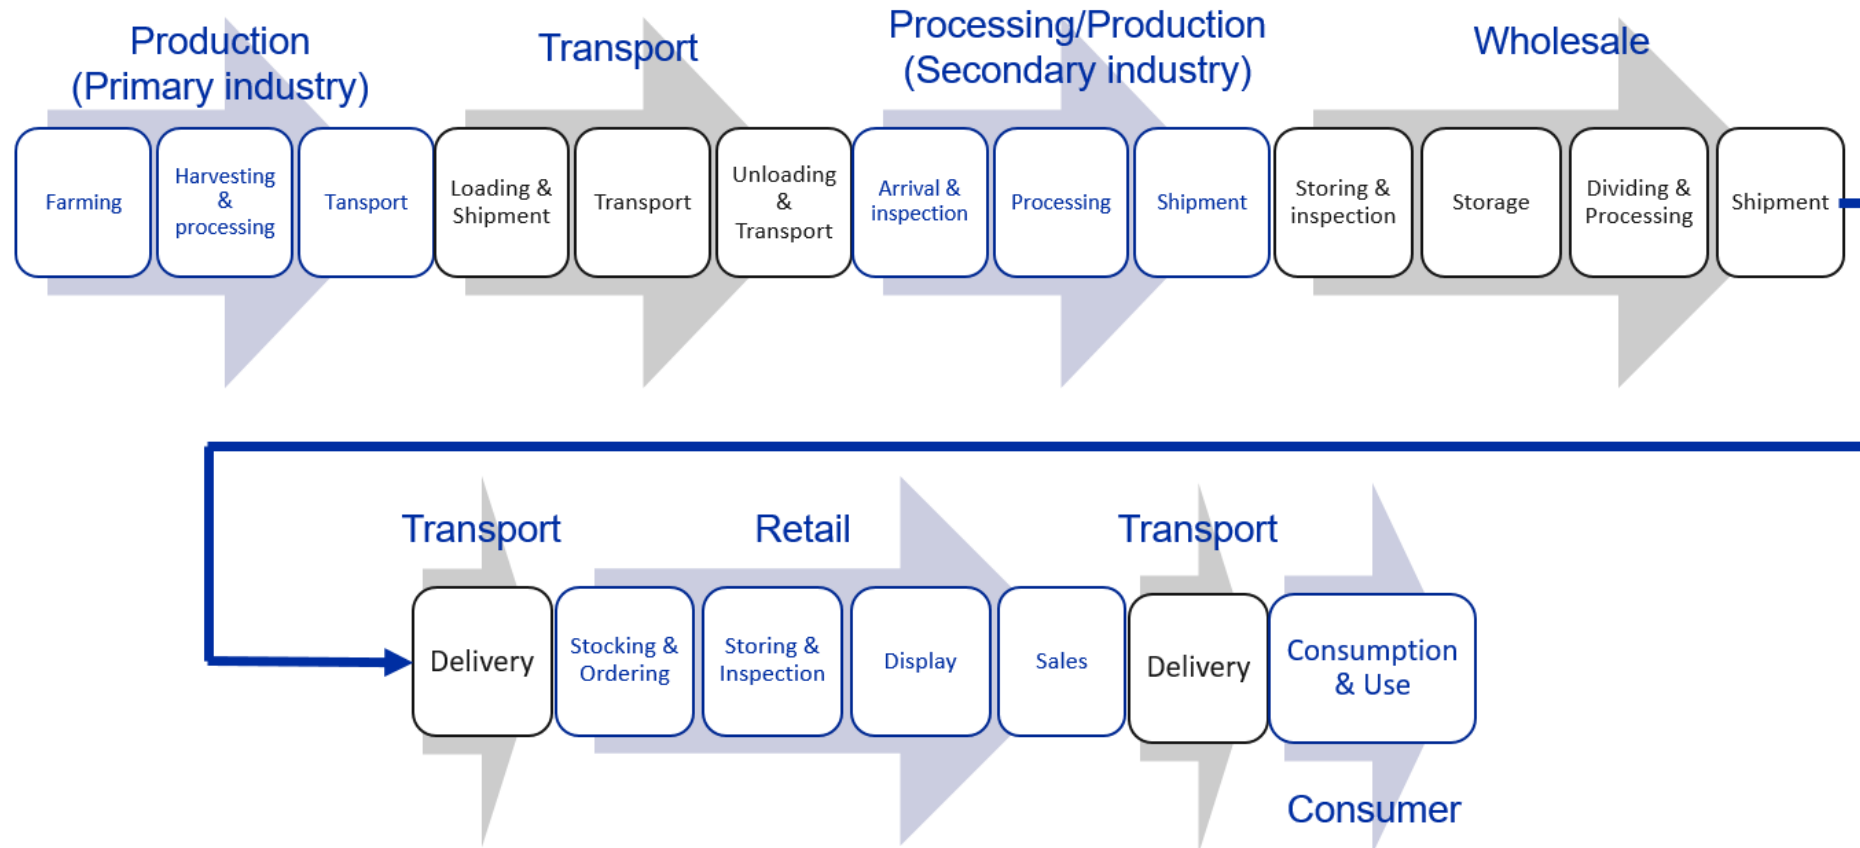 Production
(Primary industry)
Transport
Processing/Production
(Secondary industry)
Wholesale
Farming
Harvesting
&
processing
Tansport
Loading &
Shipment
Transport
Unloading
&
Transport
Arrival &
inspection
Processing
Shipment
Storing &
inspection
Storage
Dividing &
Processing
Shipment
Transport
Retail
Transport
Delivery
Stocking &
Ordering
Storing &
Inspection
Display
Sales
Delivery
Consumption
& Use
Consumer